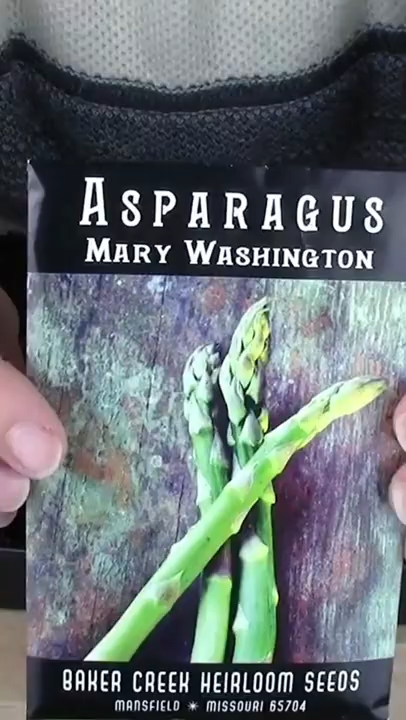 ASPARAGUS
MARY WASHINGTON
BAKER CREEK HEIRLOOM SEEDS
MANSFIELD ✴ MISSOURI 65704